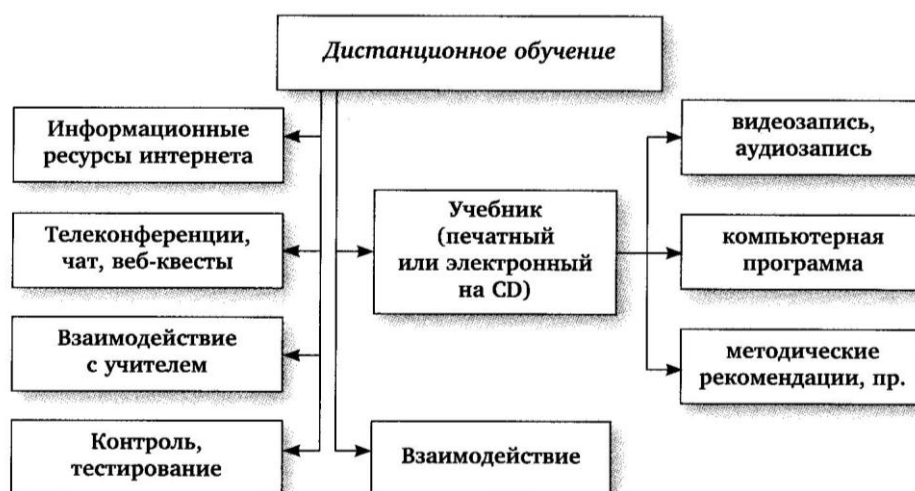 Дистанционное обучение
Информационные
ресурсы интернета
Телеконференции,
чат, веб-квесты
Взаимодействие
с учителем
Контроль,
тестирование
Учебник
(печатный
или электронный
на CD)
Взаимодействие
видеозапись,
аудиозапись
компьютерная
программа
методические
рекомендации, пр.